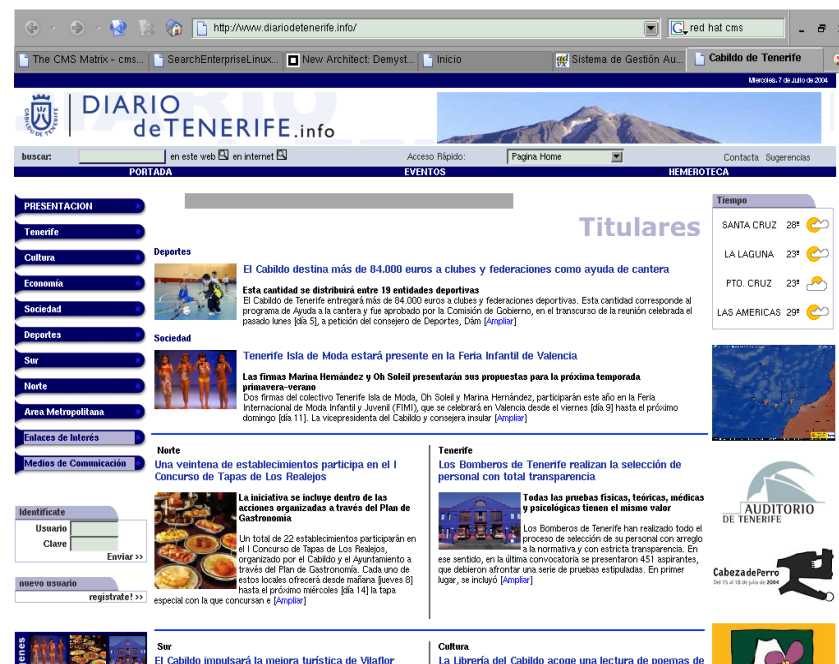 http://www.diariodetenerife.info/
red hat cms
The CMS Matrix - cms...
SearchEnterpriseLinux...
New Architect: Demyst...
Inicio
Sistema de Gestión Au...
Cabildo de Tenerife
Miercoles, 7 de Julio de 2004
CABILDO DE TENERIFE
DIARIO
deTENERIFE.info
buscar:
en este web
en internet
Acceso Rápido:
Pagina Home
Contacta Sugerencias
PORTADA
EVENTOS
HEMEROTECA
PRESENTACION
Tenerife
Cultura
Economía
Sociedad
Deportes
Sur
Norte
Area Metropolitana
Enlaces de Interés
Medios de Comunicación
Identifícate
Usuario
Clave
Enviar >>
nuevo usuario
registrate! >>
Titulares
Deportes
El Cabildo destina más de 84.000 euros a clubes y federaciones como ayuda de cantera
Esta cantidad se distribuirá entre 19 entidades deportivas
El Cabildo de Tenerife entregará más de 84.000 euros a clubes y federaciones deportivas. Esta cantidad corresponde al
programa de Ayuda a la cantera y fue aprobado por la Comisión de Gobierno, en el transcurso de la reunión celebrada el
pasado lunes [día 5], a petición del consejero de Deportes, Dám [Ampliar]
Sociedad
Tenerife Isla de Moda estará presente en la Feria Infantil de Valencia
Las firmas Marina Hernández y Oh Soleil presentarán sus propuestas para la próxima temporada
primavera-verano
Dos firmas del colectivo Tenerife Isla de Moda, Oh Soleil y Marina Hernández, participarán este año en la Feria
Internacional de Moda Infantil y Juvenil (FIMI), que se celebrará en Valencia desde el viernes [día 9] hasta el próximo
domingo [día 11]. La vicepresidenta del Cabildo y consejera insular [Ampliar]
Norte
Una veintena de establecimientos participa en el I
Concurso de Tapas de Los Realejos
La iniciativa se incluye dentro de las
acciones organizadas a través del Plan de
Gastronomía
Un total de 22 establecimientos participarán en
el I Concurso de Tapas de Los Realejos,
organizado por el Cabildo y el Ayuntamiento a
través del Plan de Gastronomía. Cada uno de
estos locales ofrecerá desde mañana [jueves 8]
hasta el próximo miércoles [día 14] la tapa
especial con la que concursan e [Ampliar]
Tenerife
Los Bomberos de Tenerife realizan la selección de
personal con total transparencia
Todas las pruebas físicas, teóricas, médicas
y psicológicas tienen el mismo valor
Los Bomberos de Tenerife han realizado todo el
proceso de selección de su personal con arreglo
a la normativa y con estricta transparencia. En
ese sentido, en la última convocatoria se presentaron 451 aspirantes,
que debieron afrontar una serie de pruebas estipuladas. En primer
lugar, se incluyó [Ampliar]
Sur
El Cabildo impulsará la mejora turística de Vilaflor
Cultura
La Librería del Cabildo acoge una lectura de poemas de
Tiempo
SANTA CRUZ 28º
LA LAGUNA 23º
PTO. CRUZ 23º
LAS AMERICAS 29º
AUDITORIO
DE TENERIFE
CabezadePerro
Del 15 al 18 de julio de 2004